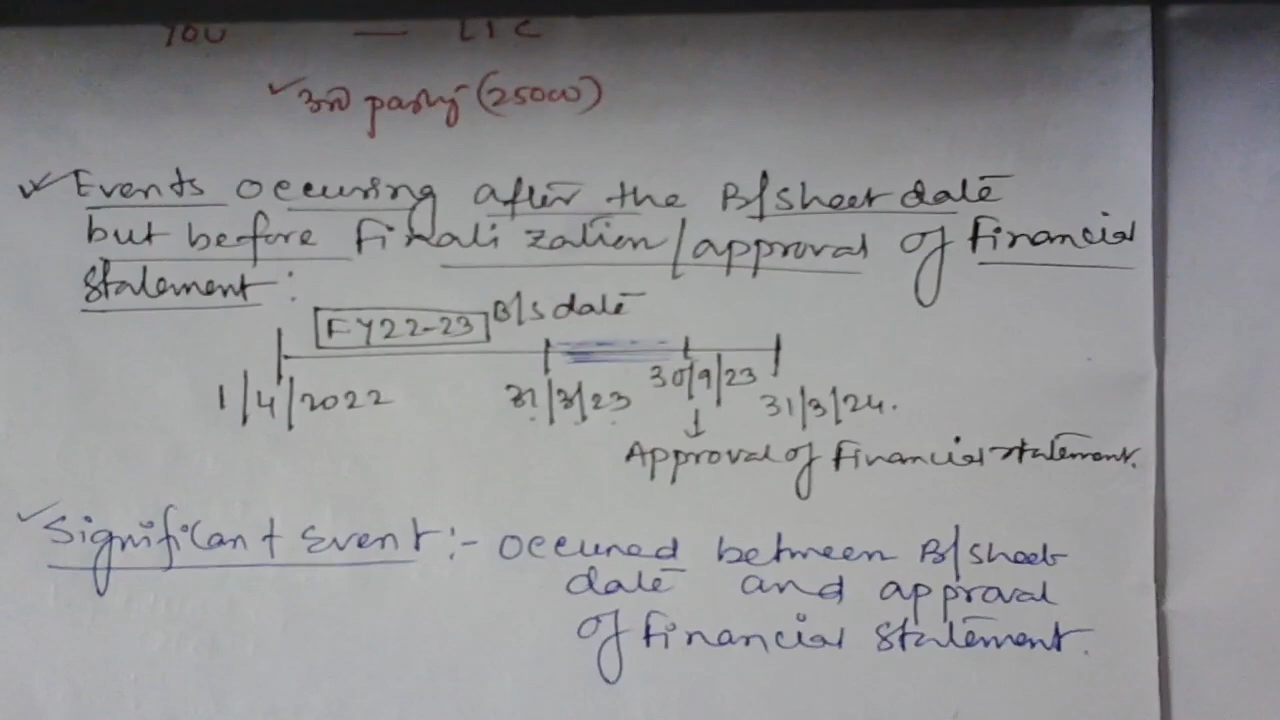 You — LIC
✓ 3rd party (25000)
✓ Events occuring after the B/Sheet date
but before finalization/approval of financial
statement:
FY22-23 B/s date
1/4/2022 31/3/23 30/9/23 31/3/24.
↓
Approval of financial statement.
✓ Significant Event:- occured between B/sheet
date and approval
of financial statement.